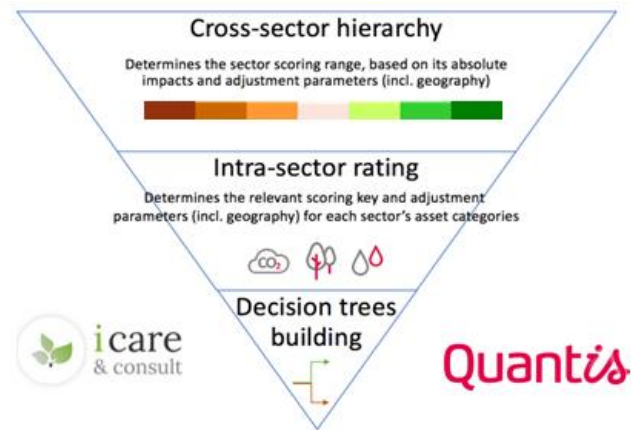 Cross-sector hierarchy
Determines the sector scoring range, based on its absolute
impacts and adjustment parameters (incl. geography)
Intra-sector rating
Determines the relevant scoring key and adjustment
parameters (incl. geography) for each sector's asset categories
CO₂
Decision trees
building
i care
& consult
Quantis